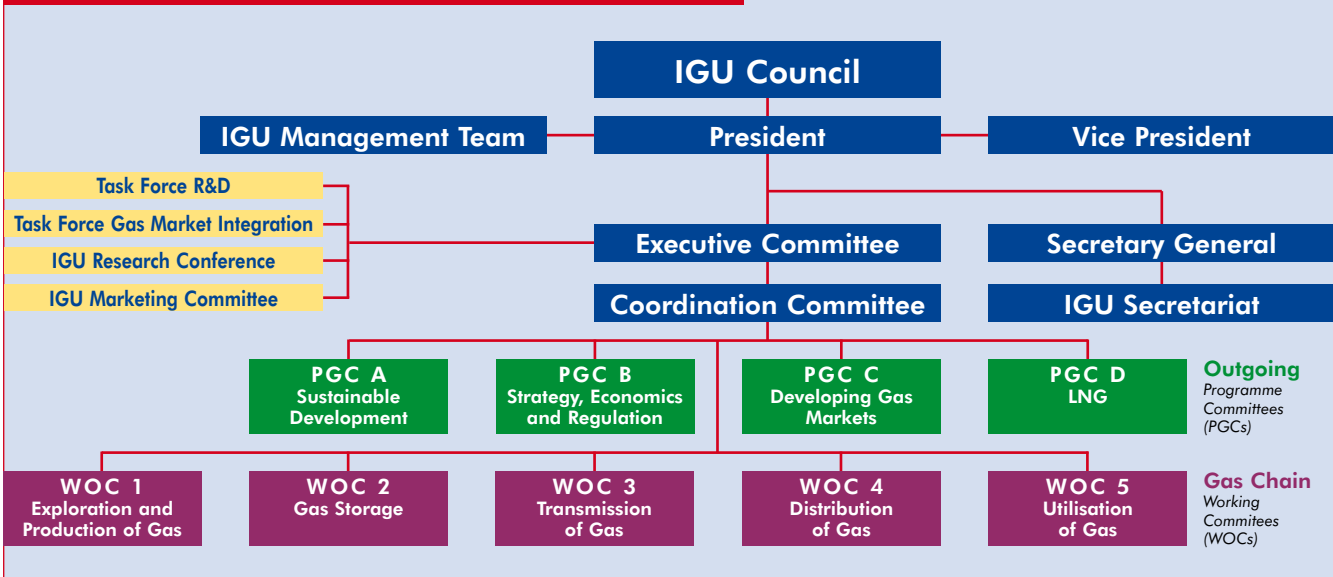 IGU Council
IGU Management Team
President
Vice President
Task Force R&D
Task Force Gas Market Integration
IGU Research Conference
IGU Marketing Committee
Executive Committee
Secretary General
Coordination Committee
IGU Secretariat
PGC A
Sustainable
Development
PGC B
Strategy, Economics
and Regulation
PGC C
Developing Gas
Markets
PGC D
LNG
Outgoing
Programme
Committees
(PGCs)
WOC 1
Exploration and
Production of Gas
WOC 2
Gas Storage
WOC 3
Transmission
of Gas
WOC 4
Distribution
of Gas
WOC 5
Utilisation
of Gas
Gas Chain
Working
Commitees
(WOCs)